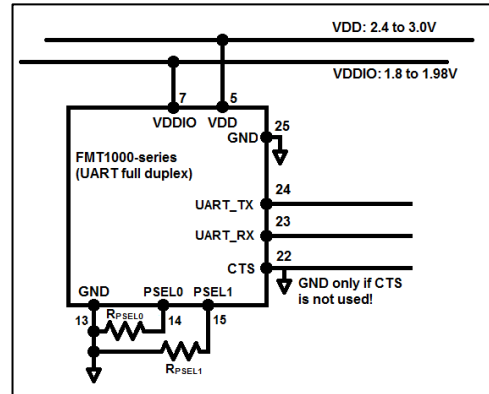 VDD: 2.4 to 3.0V
VDDIO: 1.8 to 1.98V
7
5
VDDIO
VDD
25
GND
FMT1000-series
(UART full duplex)
24
UART_TX
23
UART_RX
22
CTS
GND only if CTS
is not used!
GND
PSEL0
PSEL1
13
RPSEL0
14
15
RPSEL1